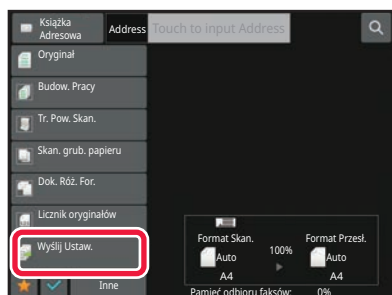 Książka
Adresowa
Address
Touch to input Address
Oryginał
Budow. Pracy
Tr. Pow. Skan.
Skan. grub. papieru
Dok. Róż. For.
Licznik oryginałów
Wyślij Ustaw.
Inne
Format Skan.
100%
Format Przesł.
Auto
Auto
A4
A4
Pamięć odbioru faksów: 0%